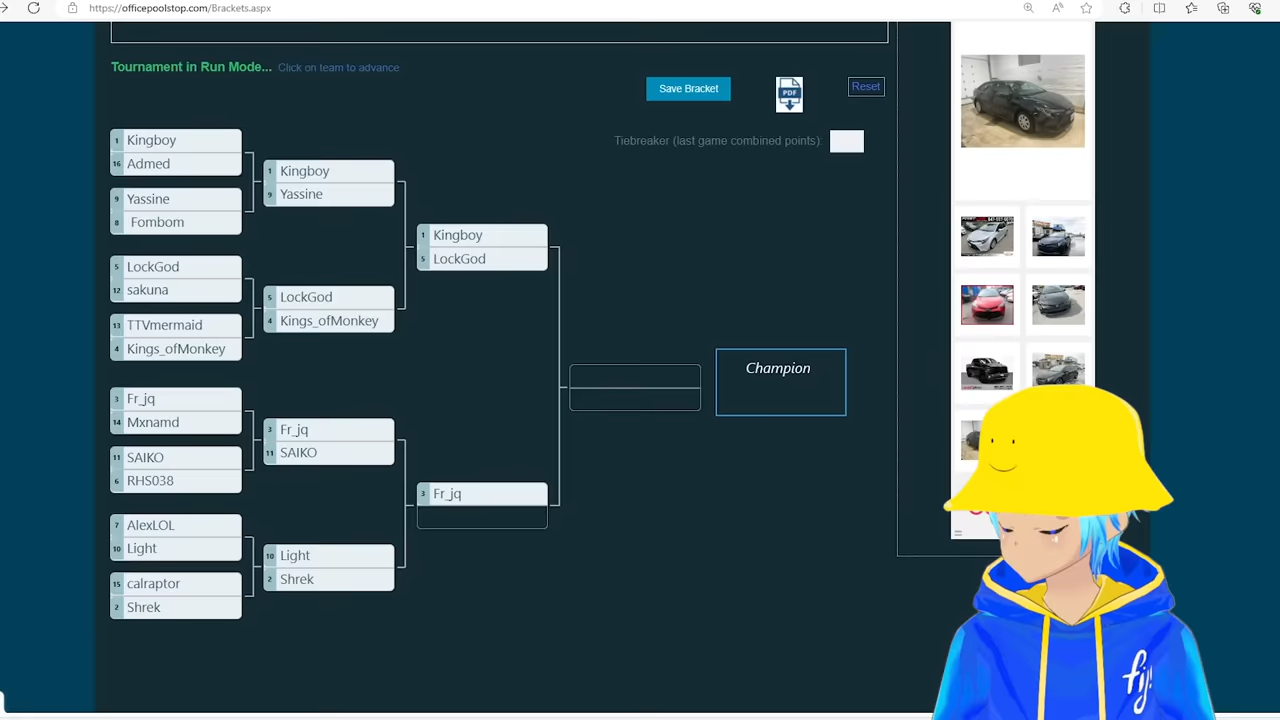 https://officepoolstop.com/Brackets.aspx
Tournament in Run Mode... Click on team to advance
Save Bracket
PDF
Reset
Tiebreaker (last game combined points):
1 Kingboy
16 Admed
9 Yassine
8 Fombom
5 LockGod
12 sakuna
13 TTVmermaid
4 Kings_ofMonkey
3 Fr_jq
14 Mxnamd
11 SAIKO
6 RHS038
7 AlexLOL
10 Light
15 calraptor
2 Shrek
1 Kingboy
9 Yassine
5 LockGod
4 Kings_ofMonkey
3 Fr_jq
11 SAIKO
10 Light
2 Shrek
1 Kingboy
5 LockGod
3 Fr_jq
Champion